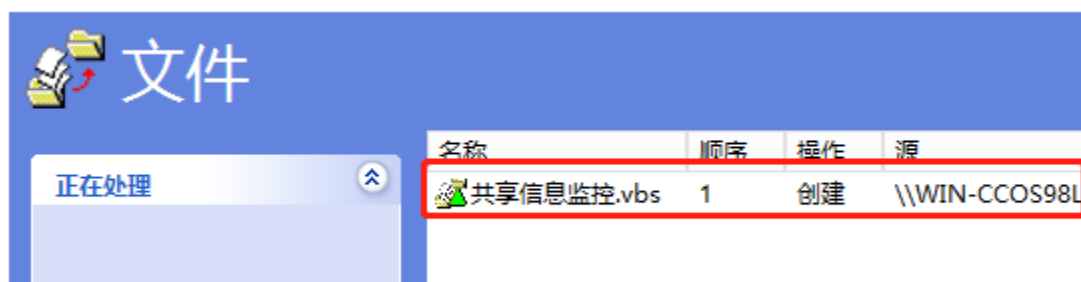 文件
名称 顺序 操作 源
正在处理
共享信息监控.vbs 1 创建 \\WIN-CCOS98L